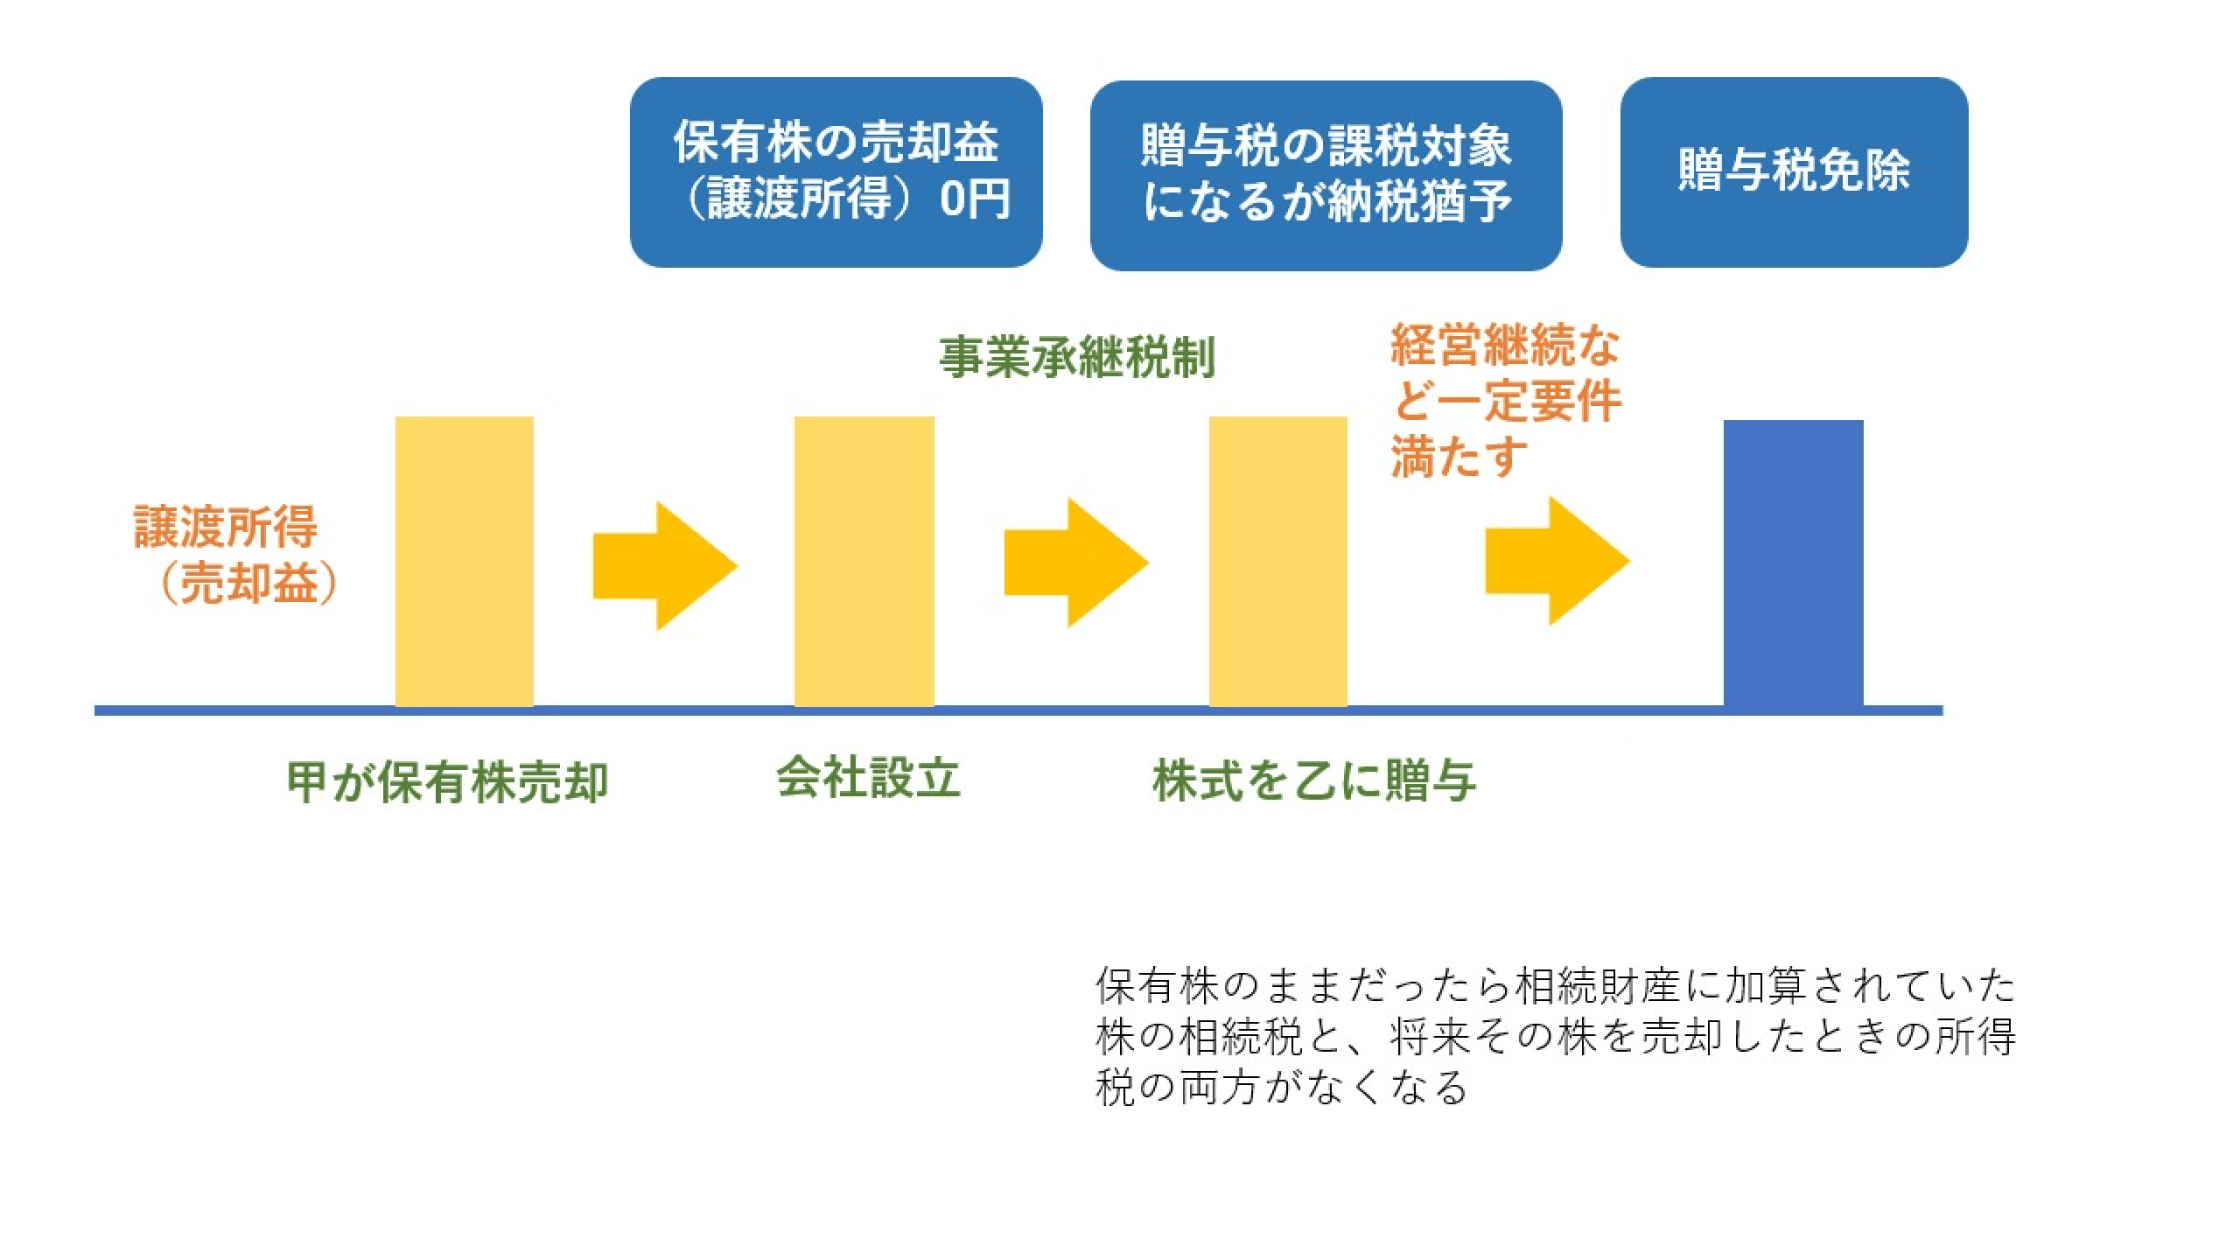 保有株の売却益
（譲渡所得）0円
贈与税の課税対象
になるが納税猶予
贈与税免除
事業承継税制
経営継続な
ど一定要件
満たす
譲渡所得
（売却益）
甲が保有株売却
会社設立
株式を乙に贈与
保有株のままだったら相続財産に加算されていた
株の相続税と、将来その株を売却したときの所得
税の両方がなくなる